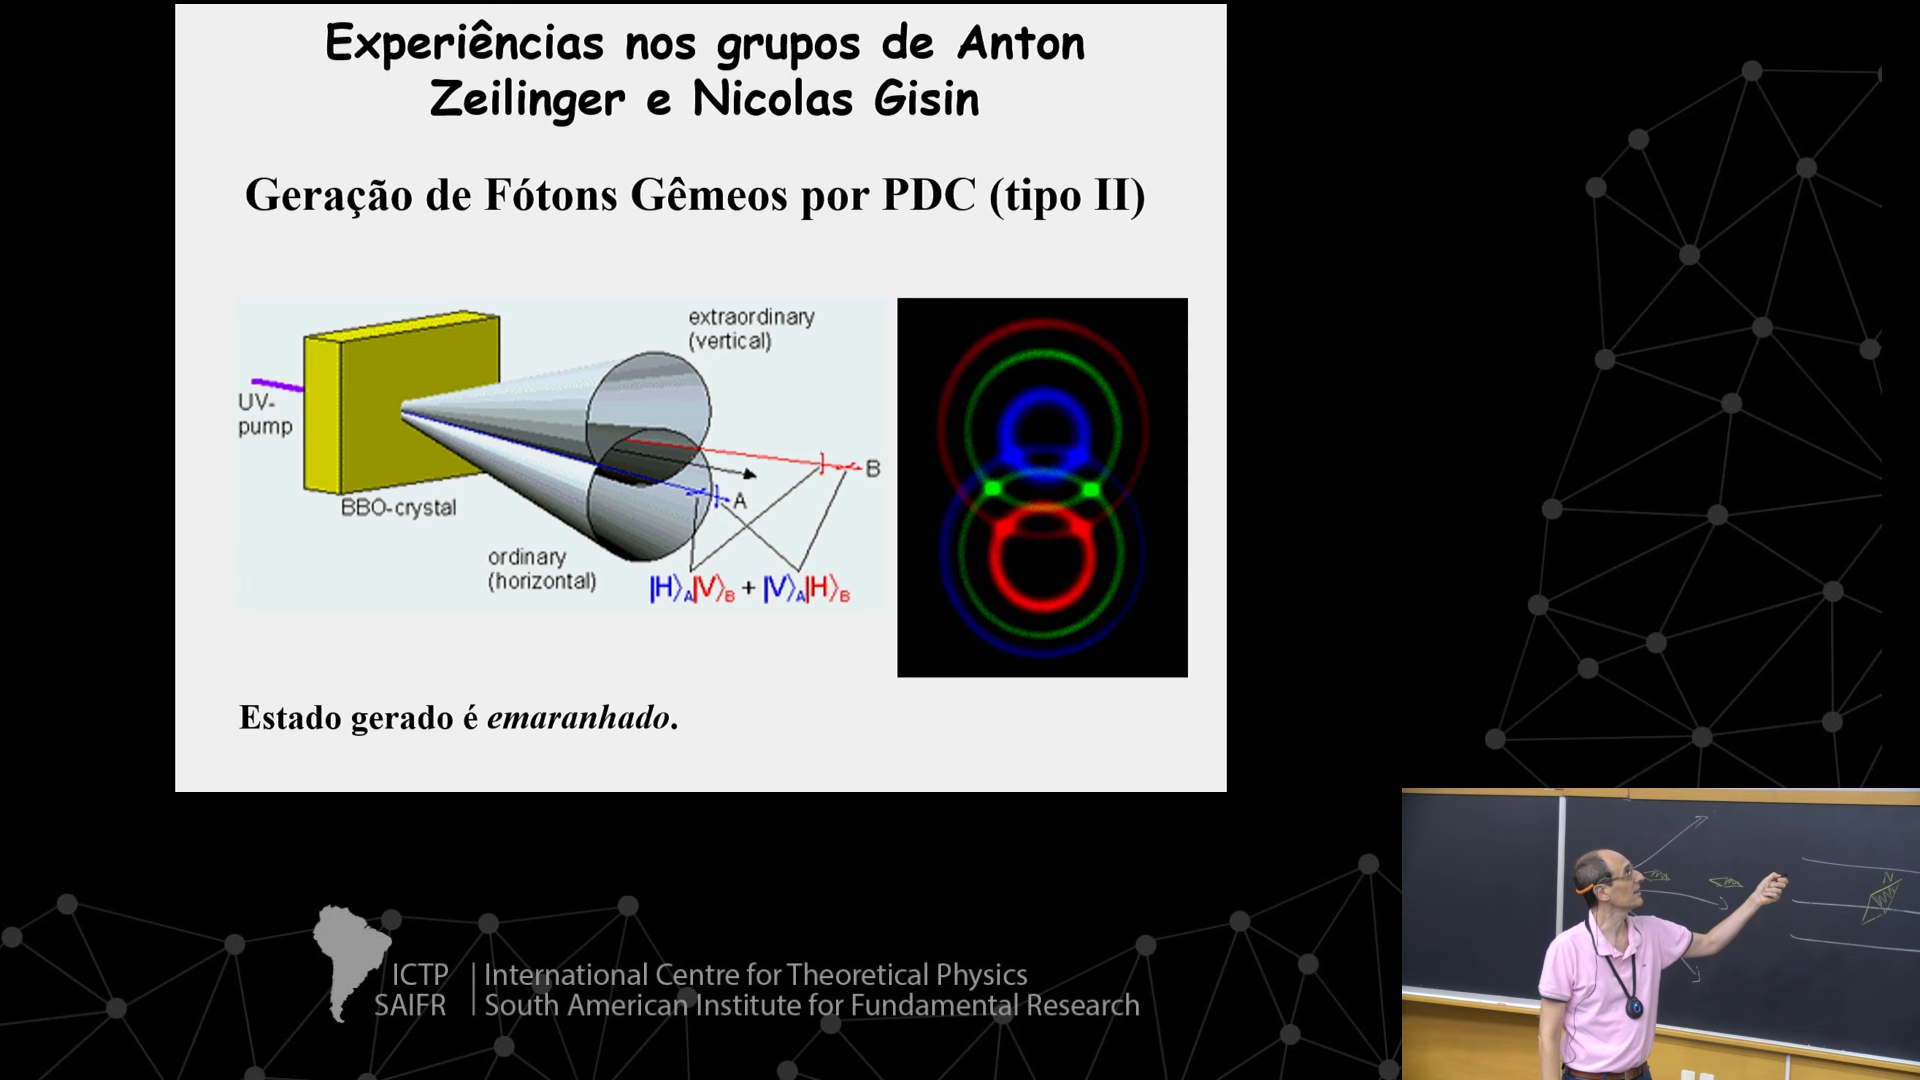 Experiências nos grupos de Anton
Zeilinger e Nicolas Gisin
Geração de Fótons Gêmeos por PDC (tipo II)
extraordinary
(vertical)
UV-
pump
B
A
BBO-crystal
ordinary
(horizontal)
|H⟩A|V⟩B + |V⟩A|H⟩B
Estado gerado é emaranhado.
ICTP | International Centre for Theoretical Physics
SAIFR | South American Institute for Fundamental Research
N